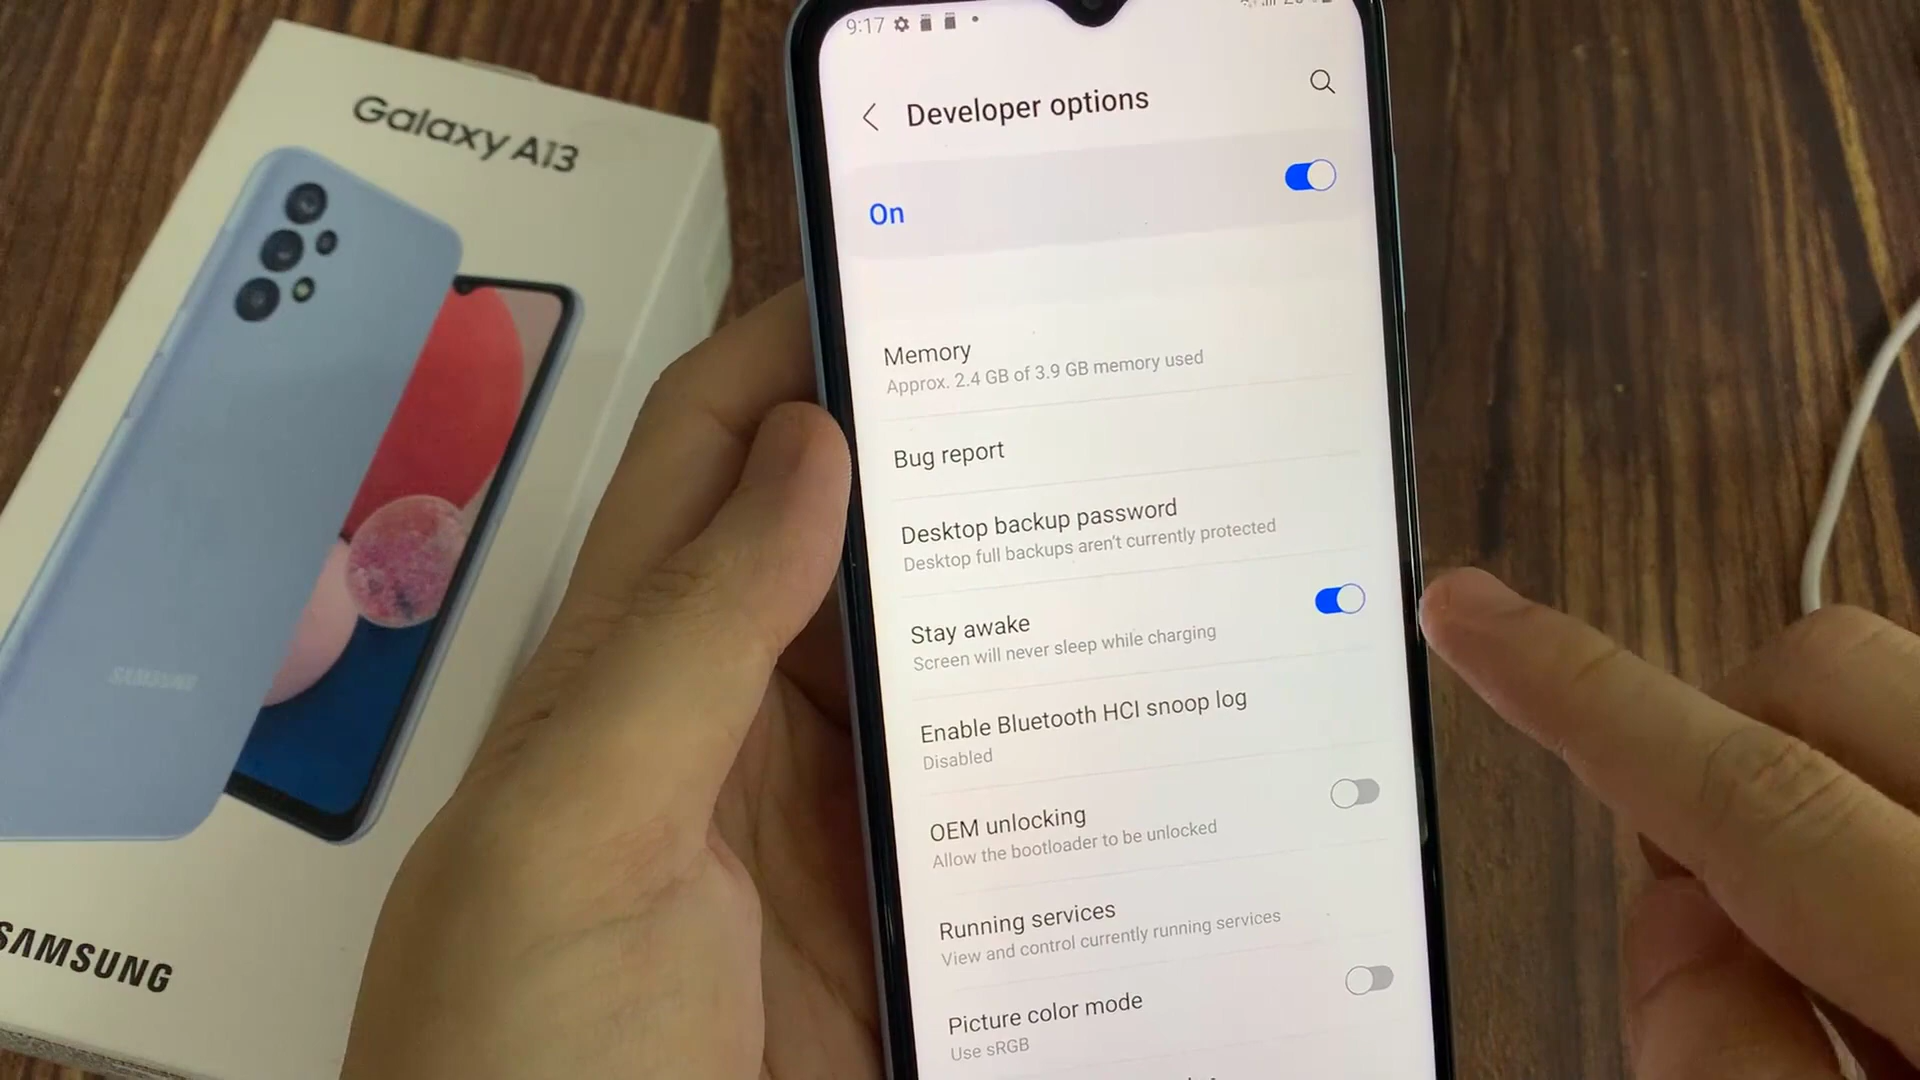 Galaxy A13
SAMSUNG
SAMSUNG
9:17
Developer options
On
Memory
Approx. 2.4 GB of 3.9 GB memory used
Bug report
Desktop backup password
Desktop full backups aren't currently protected
Stay awake
Screen will never sleep while charging
Enable Bluetooth HCI snoop log
Disabled
OEM unlocking
Allow the bootloader to be unlocked
Running services
View and control currently running services
Picture color mode
Use sRGB